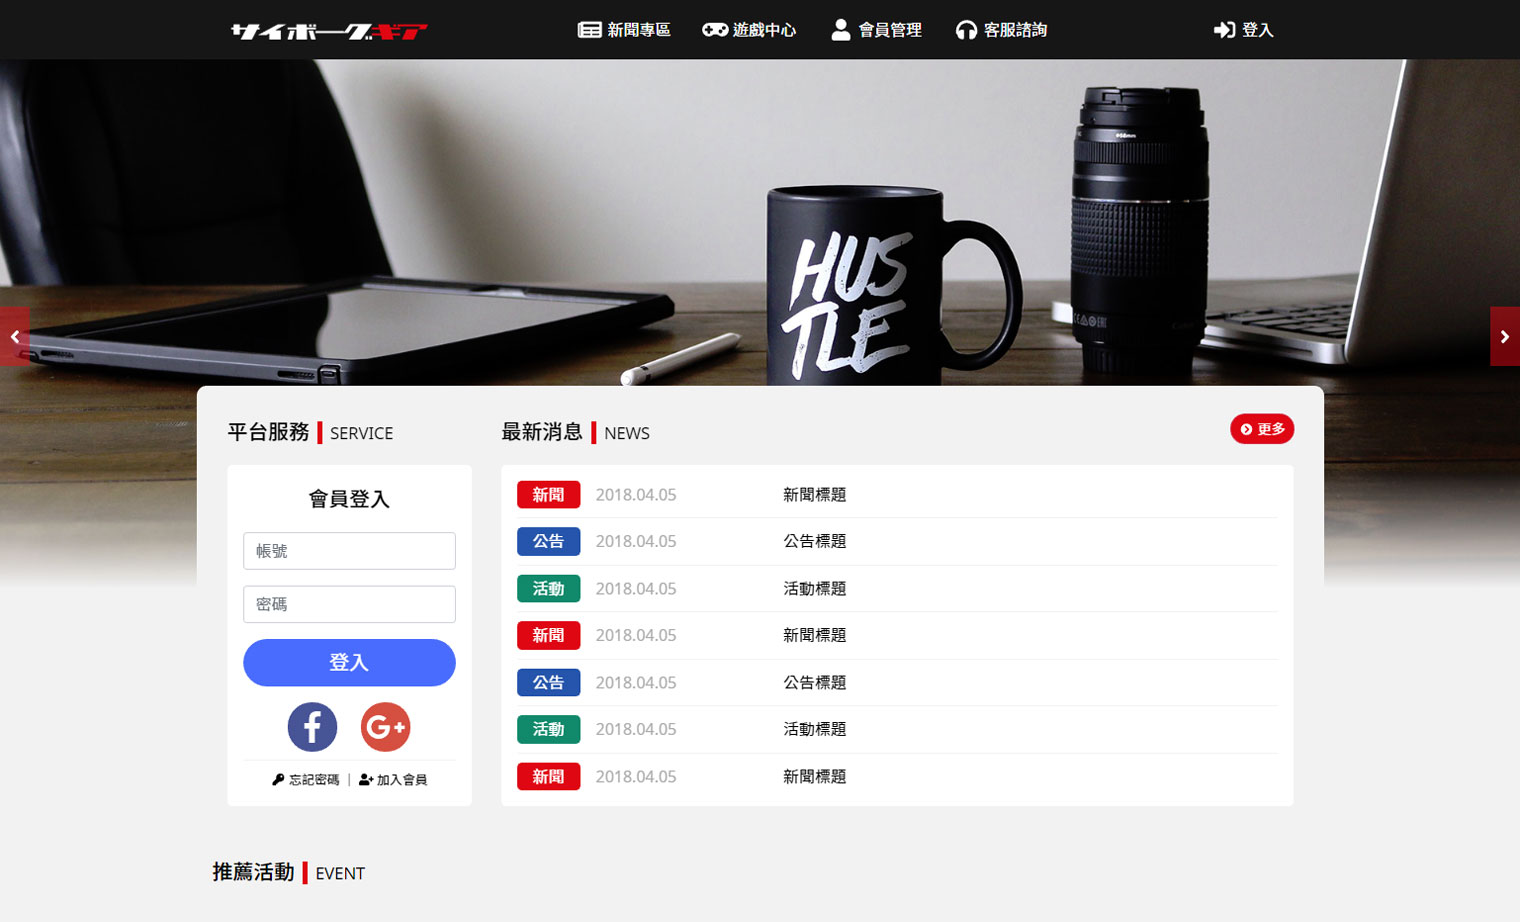 サイボーグギア
新聞專區 遊戲中心 會員管理 客服諮詢 登入
HUS
TLE
Canon
平台服務 SERVICE
最新消息 NEWS
更多
會員登入
帳號
密碼
登入
忘記密碼 | 加入會員
新聞 2018.04.05 新聞標題
公告 2018.04.05 公告標題
活動 2018.04.05 活動標題
新聞 2018.04.05 新聞標題
公告 2018.04.05 公告標題
活動 2018.04.05 活動標題
新聞 2018.04.05 新聞標題
推薦活動 EVENT